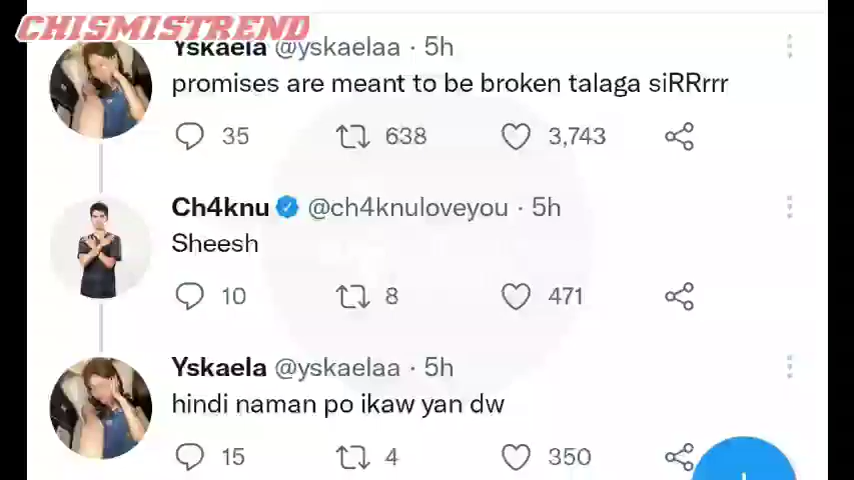 CHISMISTREND
Yskaela @yskaelaa · 5h
promises are meant to be broken talaga siRRrrr
35 638 3,743
Ch4knu @ch4knuloveyou · 5h
Sheesh
10 8 471
Yskaela @yskaelaa · 5h
hindi naman po ikaw yan dw
15 4 350